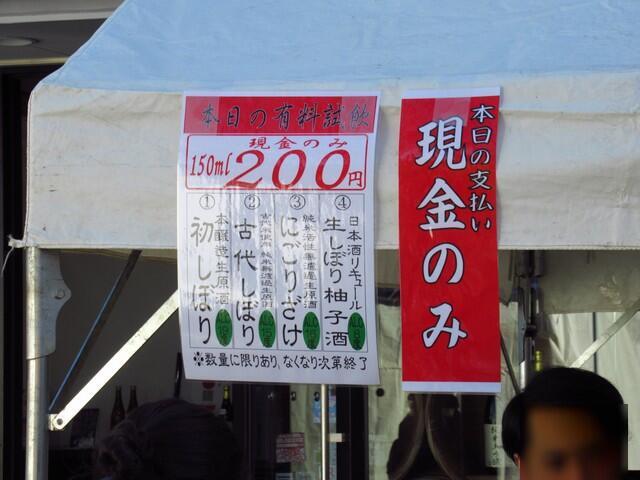 本日の有料試飲
現金のみ
150ml 200円
①
本醸造生原酒
初しぼり
②
古代しぼり
③
にごりざけ
④
日本酒リキュール
生しぼり柚子酒
※数量に限りあり、なくなり次第終了
本日の支払い
現金のみ